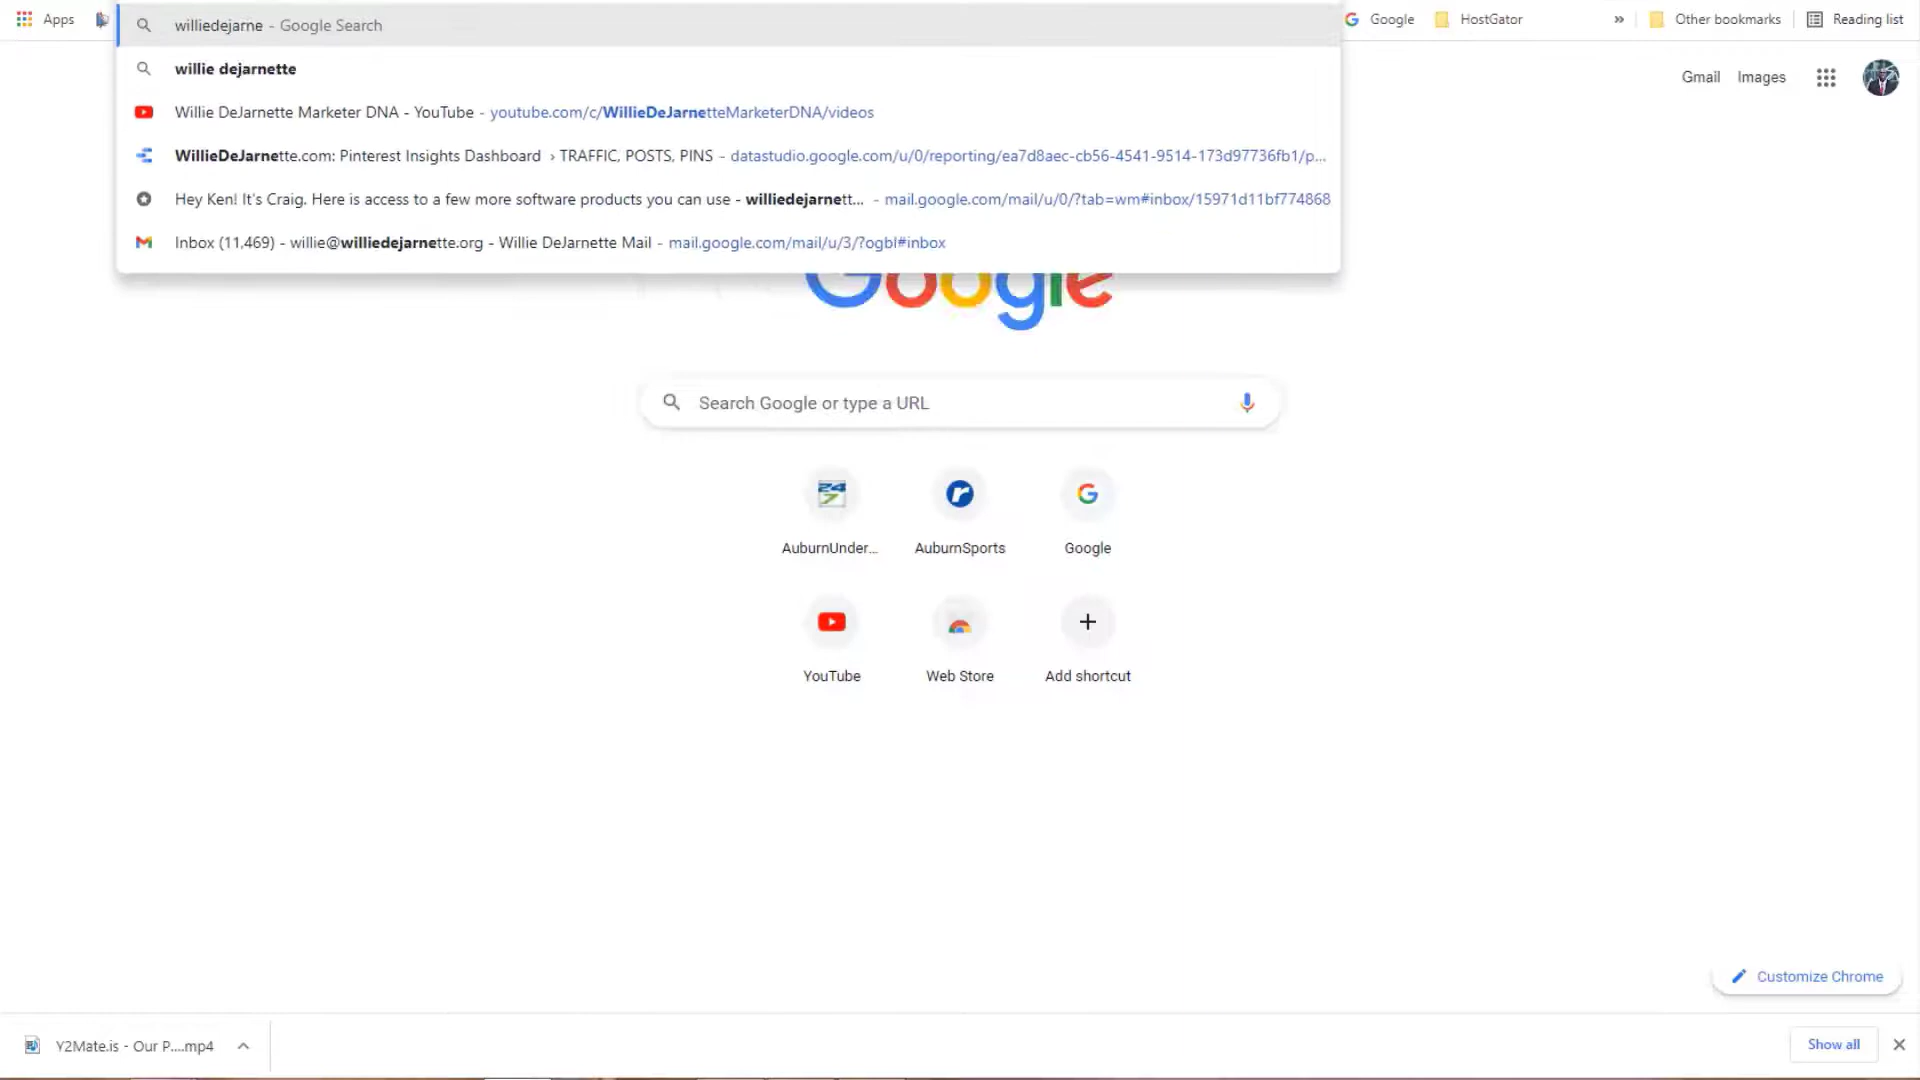 Apps
williedejarne - Google Search
Google
HostGator
»
Other bookmarks
Reading list
willie dejarnette
Gmail
Images
Willie DeJarnette Marketer DNA - YouTube - youtube.com/c/WillieDeJarnetteMarketerDNA/videos
WillieDeJarnette.com: Pinterest Insights Dashboard › TRAFFIC, POSTS, PINS - datastudio.google.com/u/0/reporting/ea7d8aec-cb56-4541-9514-173d97736fb1/p...
Hey Ken! It's Craig. Here is access to a few more software products you can use - williedejarnett... - mail.google.com/mail/u/0/?tab=wm#inbox/15971d11bf774868
Inbox (11,469) - willie@williedejarnette.org - Willie DeJarnette Mail - mail.google.com/mail/u/3/?ogbl#inbox
Google
Search Google or type a URL
AuburnUnder...
AuburnSports
Google
YouTube
Web Store
Add shortcut
Customize Chrome
Y2Mate.is - Our P....mp4
Show all